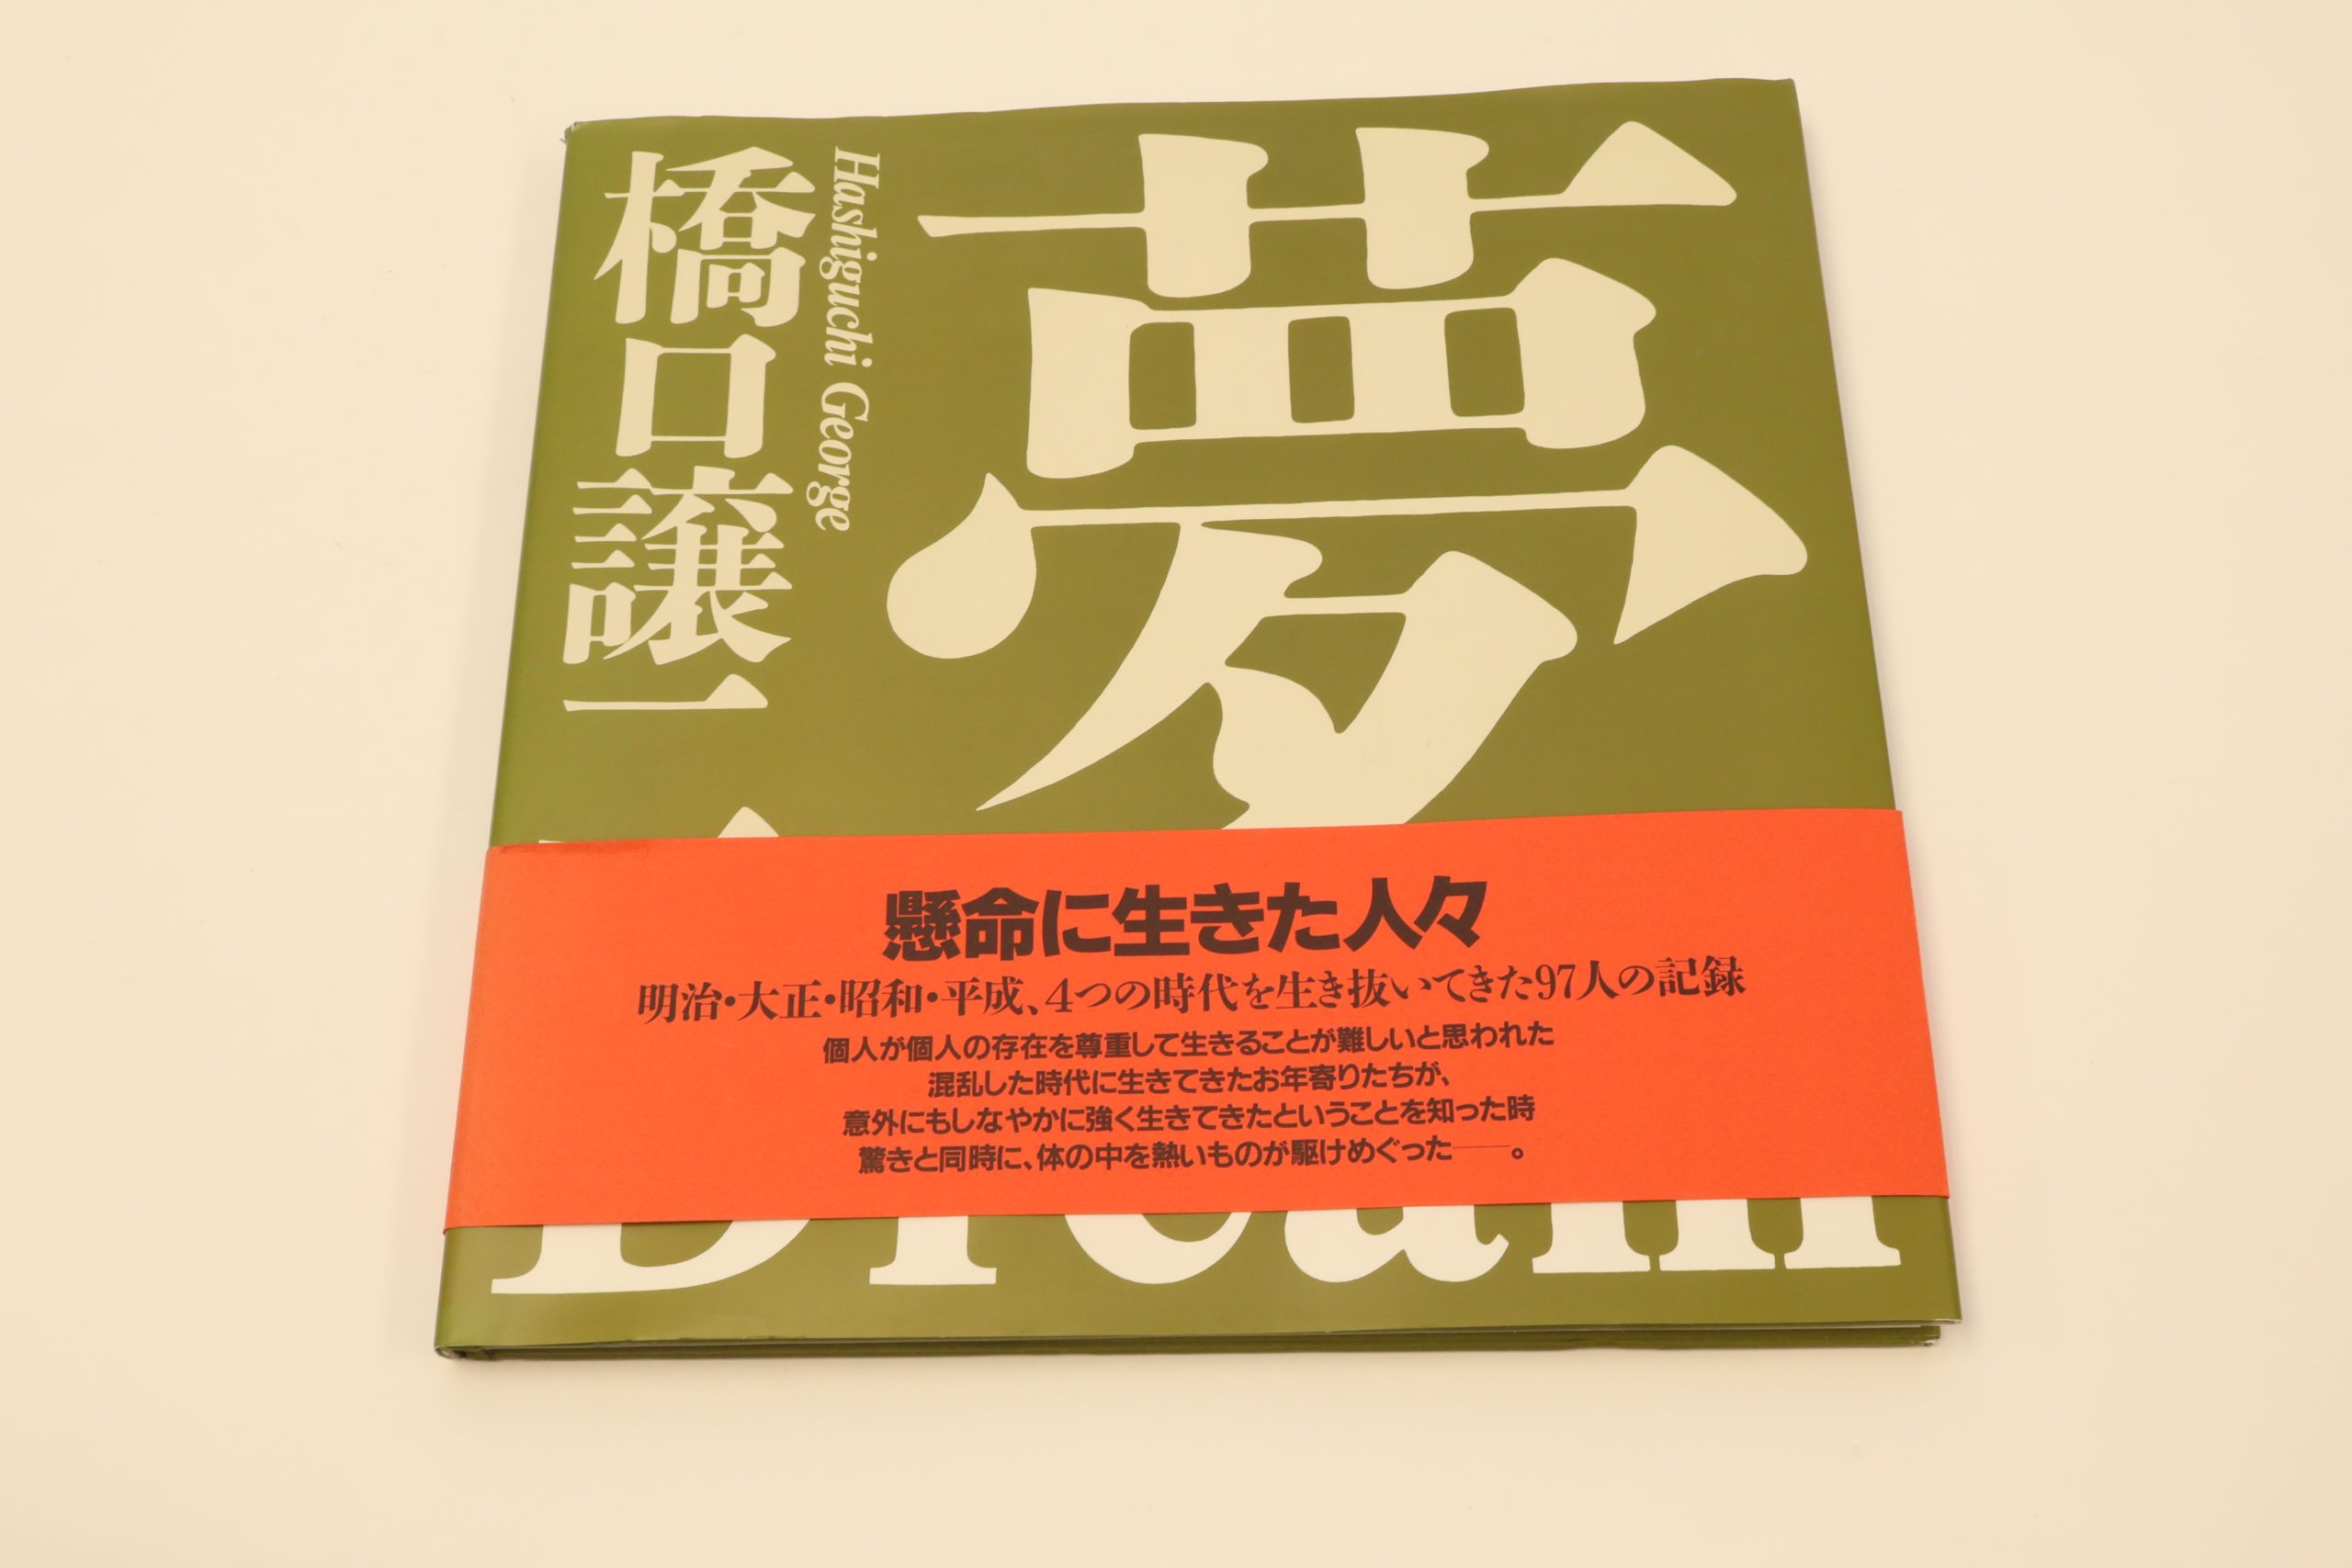 夢
Hashiguchi George
橋口譲二
懸命に生きた人々
明治・大正・昭和・平成、4つの時代を生き抜いてきた97人の記録
個人が個人の存在を尊重して生きることが難しいと思われた
混乱した時代に生きてきたお年寄りたちが、
意外にもしなやかに強く生きてきたということを知った時
驚きと同時に、体の中を熱いものが駆けめぐった──。
Dream